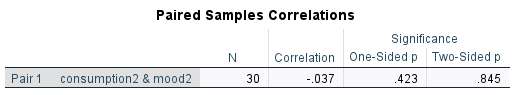 Paired Samples Correlations
Significance
N Correlation One-Sided p Two-Sided p
Pair 1 consumption2 & mood2 30 -.037 .423 .845